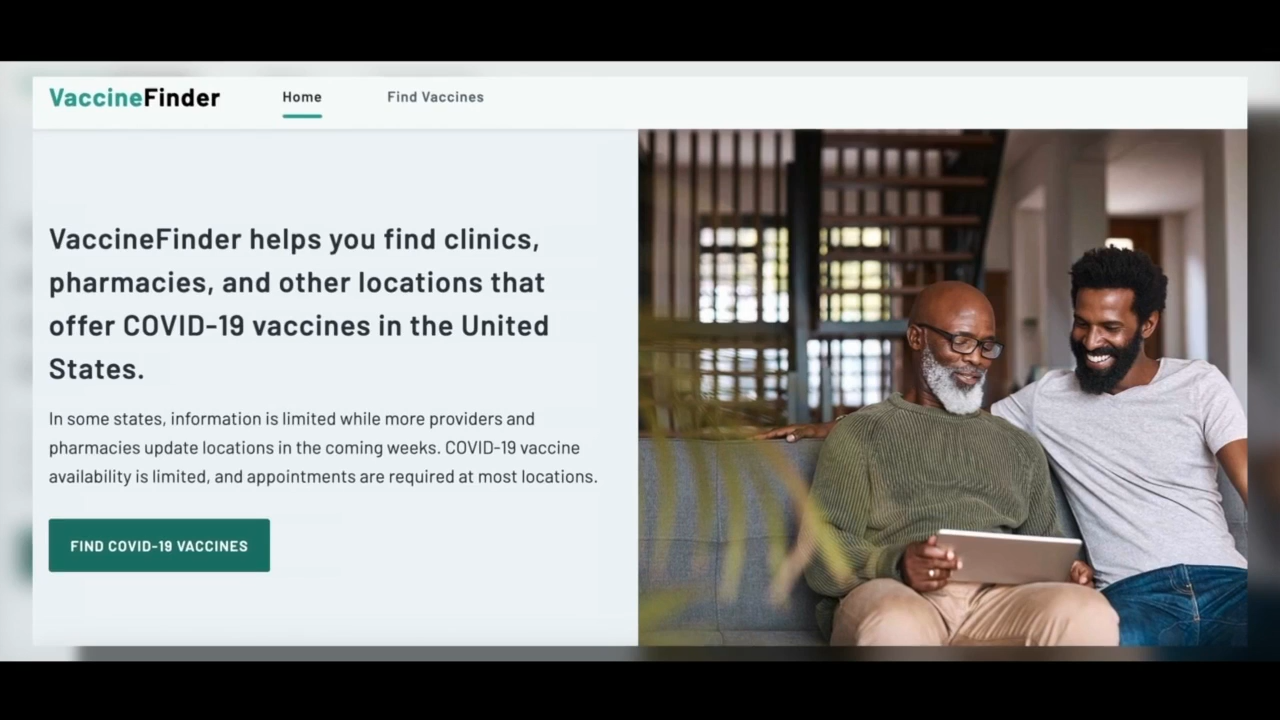 VaccineFinder
Home
Find Vaccines
VaccineFinder helps you find clinics,
pharmacies, and other locations that
offer COVID-19 vaccines in the United
States.
In some states, information is limited while more providers and
pharmacies update locations in the coming weeks. COVID-19 vaccine
availability is limited, and appointments are required at most locations.
FIND COVID-19 VACCINES